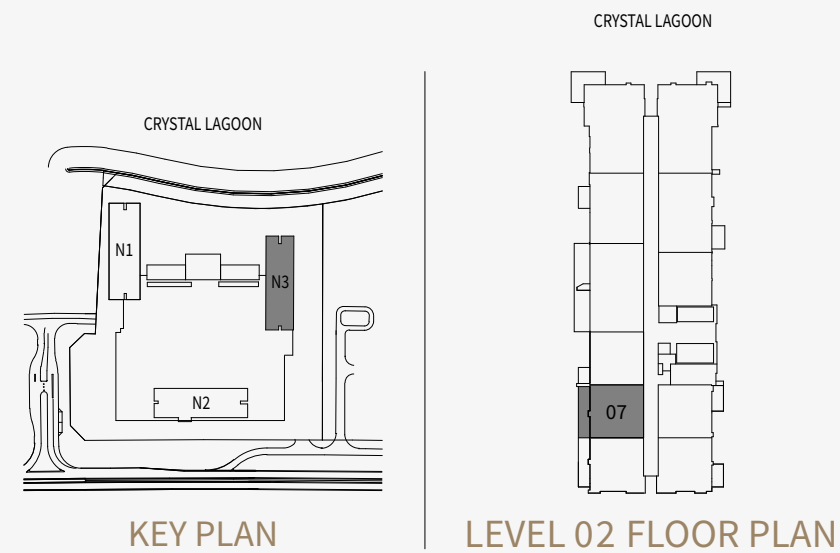 CRYSTAL LAGOON
N1
N3
N2
KEY PLAN
CRYSTAL LAGOON
07
LEVEL 02 FLOOR PLAN